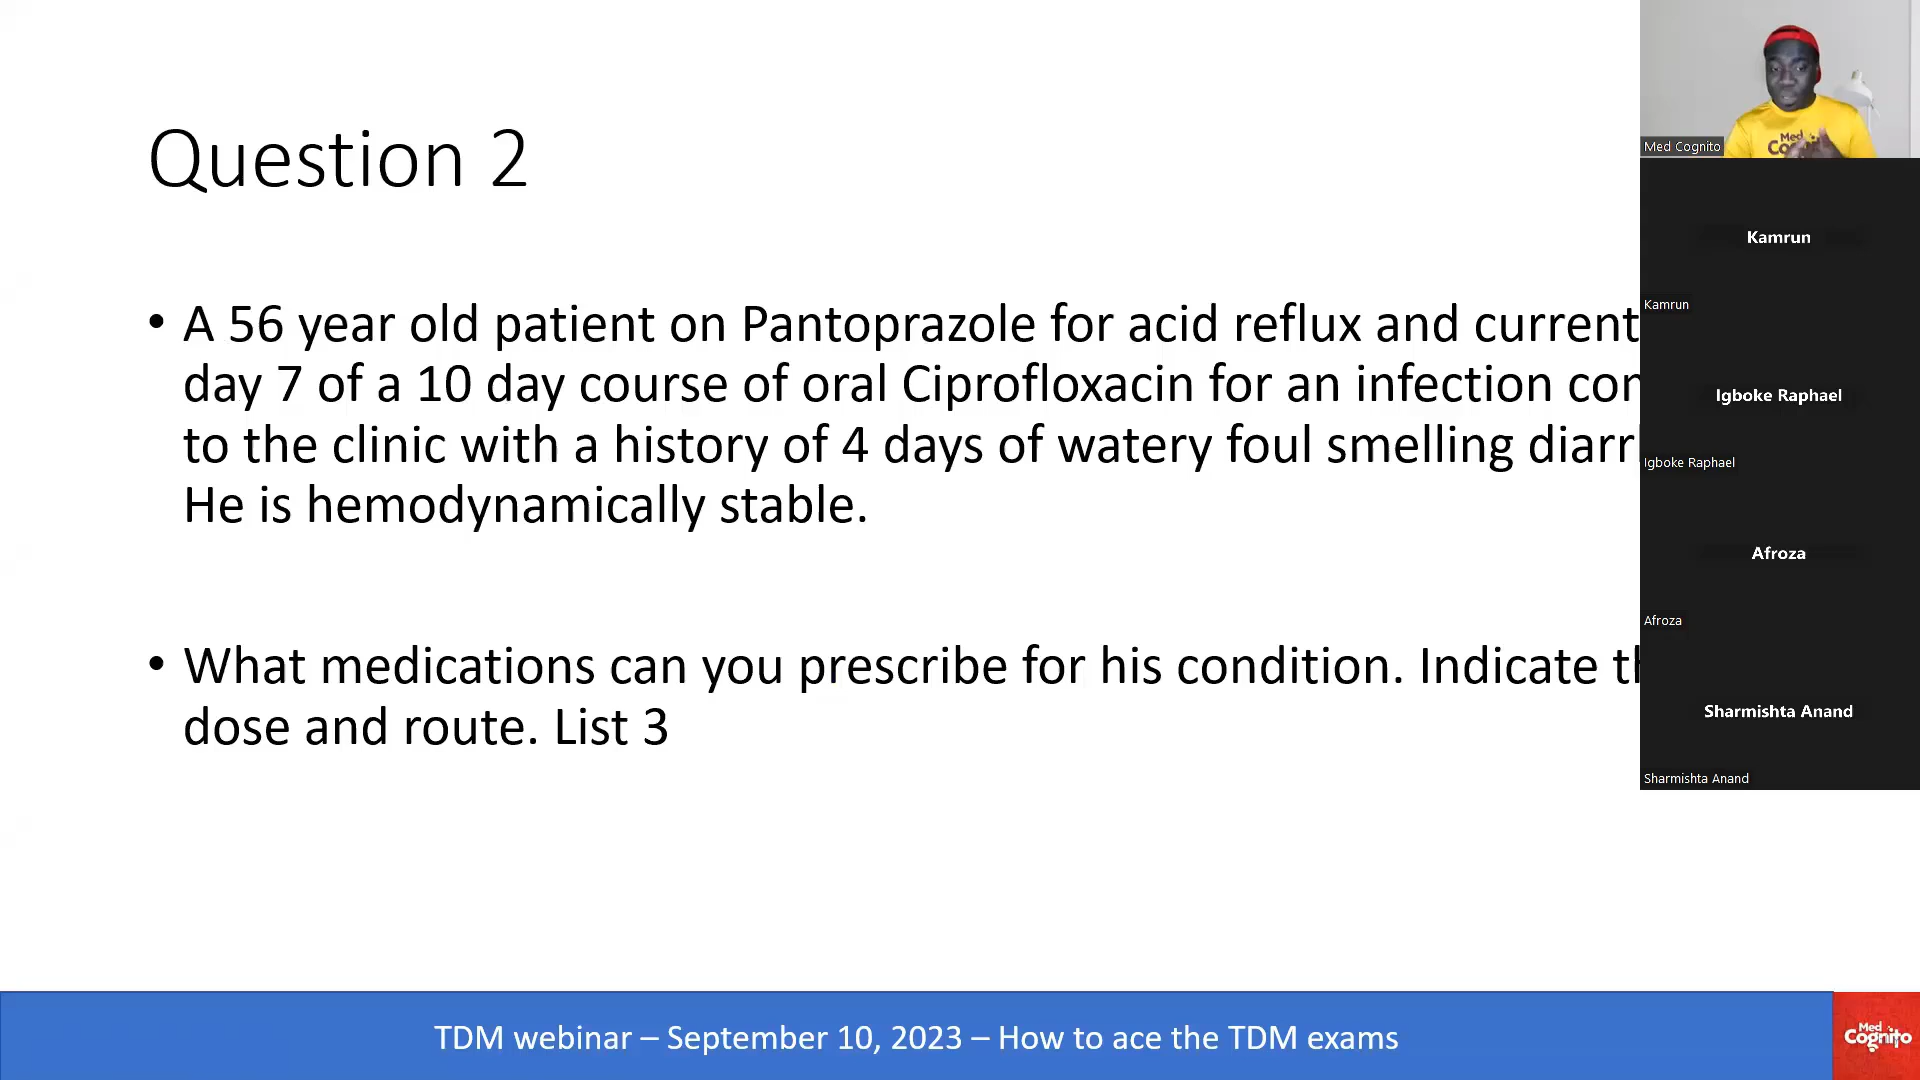 Question 2
• A 56 year old patient on Pantoprazole for acid reflux and current
day 7 of a 10 day course of oral Ciprofloxacin for an infection
to the clinic with a history of 4 days of watery foul smelling
He is hemodynamically stable.
• What medications can you prescribe for his condition. Indicate
dose and route. List 3
TDM webinar – September 10, 2023 – How to ace the TDM exams
Med
Cognito
Med Cognito
Med
Kamrun
Kamrun
Igboke Raphael
Igboke Raphael
Afroza
Afroza
Sharmishta Anand
Sharmishta Anand